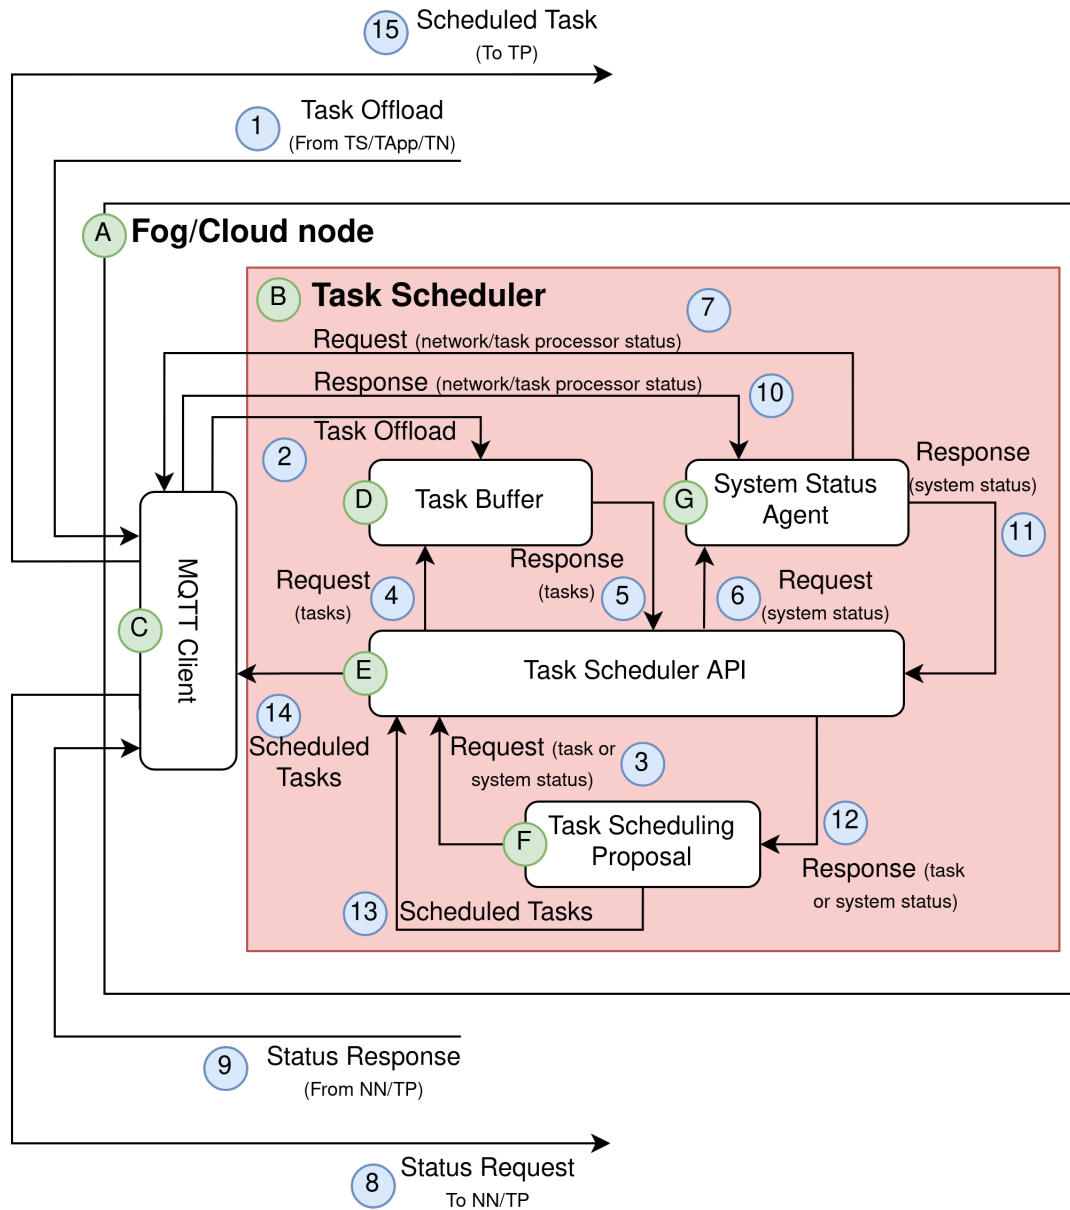 15
Scheduled Task
(To TP)
1
Task Offload
(From TS/TApp/TN)
A
Fog/Cloud node
B
Task Scheduler
7
Request (network/task processor status)
Response (network/task processor status)
10
Task Offload
2
D
Task Buffer
G
System Status
Agent
Response
(system status)
11
C
MQTT Client
Request
(tasks)
4
Response
(tasks)
5
6
Request
(system status)
E
Task Scheduler API
14
Scheduled
Tasks
Request (task or
system status)
3
F
Task Scheduling
Proposal
12
Response (task
or system status)
13
Scheduled Tasks
9
Status Response
(From NN/TP)
8
Status Request
To NN/TP